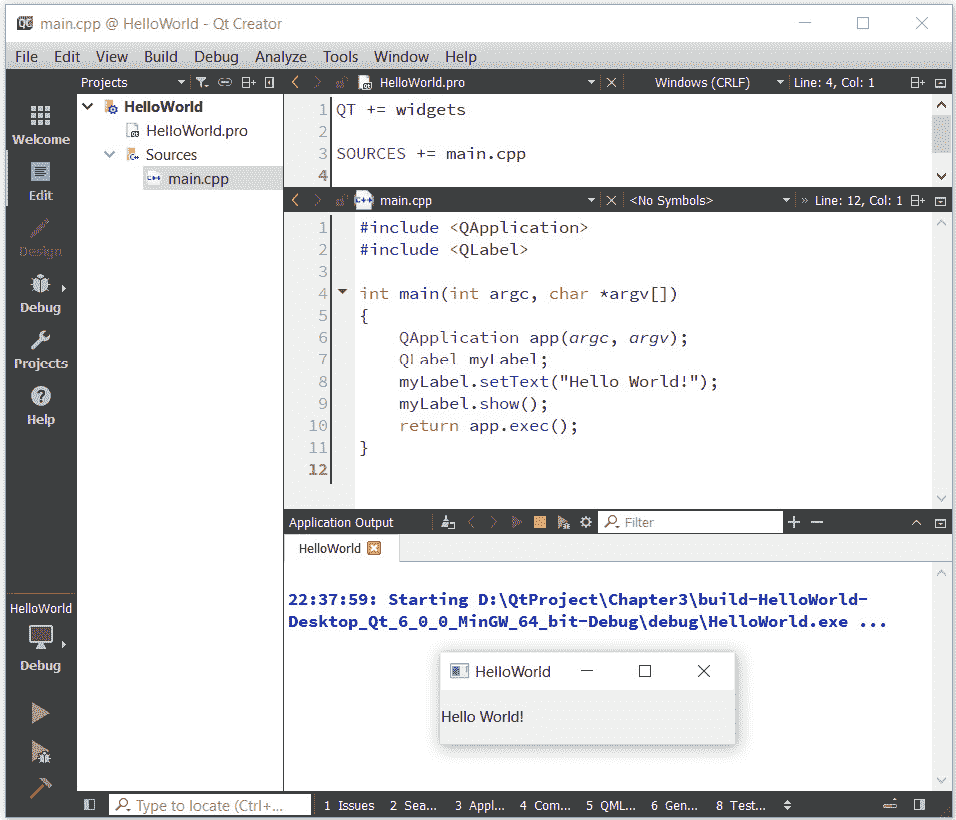 main.cpp @ HelloWorld - Qt Creator
File Edit View Build Debug Analyze Tools Window Help
Projects
HelloWorld.pro
Windows (CRLF)
Line: 4, Col: 1
Welcome
Edit
Design
Debug
Projects
Help
HelloWorld
HelloWorld.pro
Sources
main.cpp
1 QT += widgets
2
3 SOURCES += main.cpp
4
main.cpp
<No Symbols>
» Line: 12, Col: 1
1 #include <QApplication>
2 #include <QLabel>
3
4 int main(int argc, char *argv[])
5 {
6 QApplication app(argc, argv);
7 QLabel myLabel;
8 myLabel.setText("Hello World!");
9 myLabel.show();
10 return app.exec();
11 }
12
Application Output
Filter
HelloWorld
22:37:59: Starting D:\QtProject\Chapter3\build-HelloWorld-
Desktop_Qt_6_0_0_MinGW_64_bit-Debug\debug\HelloWorld.exe ...
HelloWorld
Hello World!
HelloWorld
Debug
Type to locate (Ctrl+...
1 Issues 2 Sea... 3 Appl... 4 Com... 5 QML... 6 Gen... 8 Test...